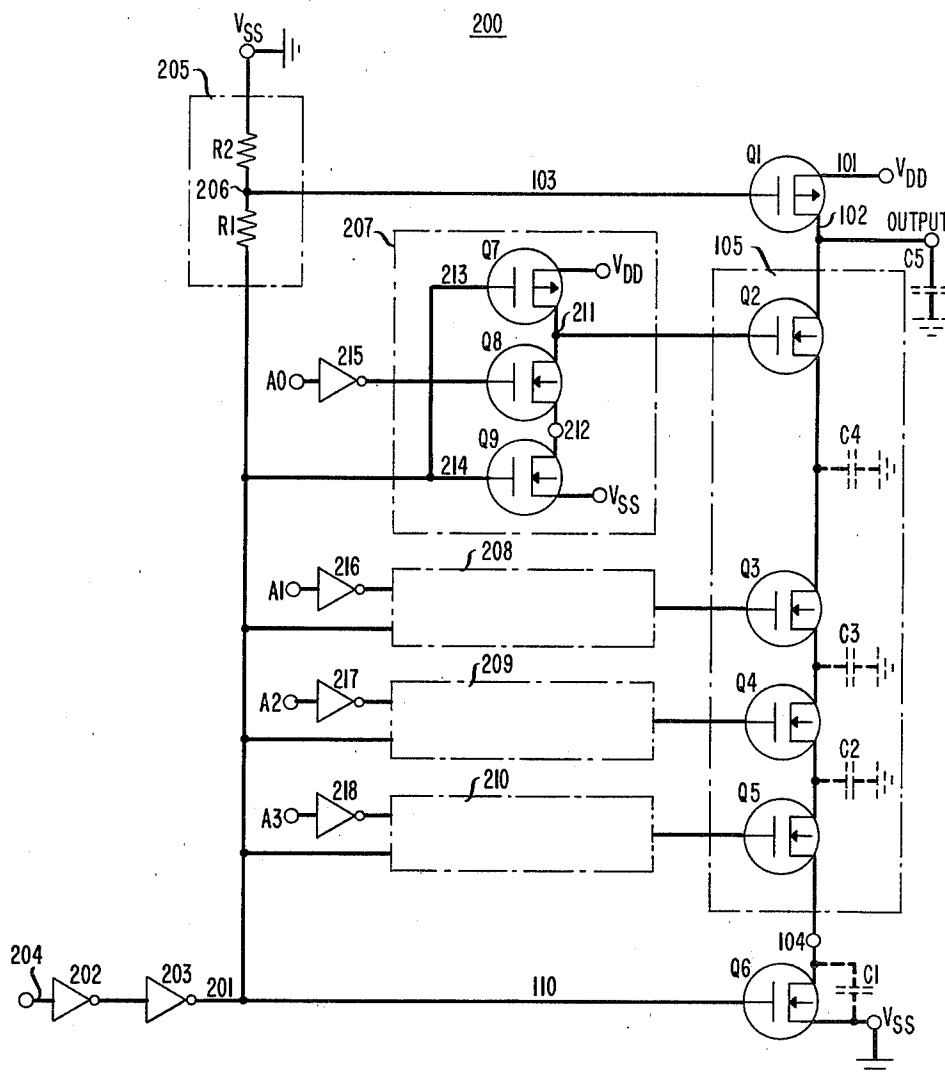 200
VSS
205
R2
206
R1
103
Q1
101
VDD
102
OUTPUT
C5
207
Q7
213
VDD
211
105
Q2
Q8
A0
215
212
Q9
214
VSS
C4
A1
216
208
Q3
C3
A2
217
209
Q4
C2
A3
218
210
Q5
104
204
202
203
201
110
Q6
C1
VSS